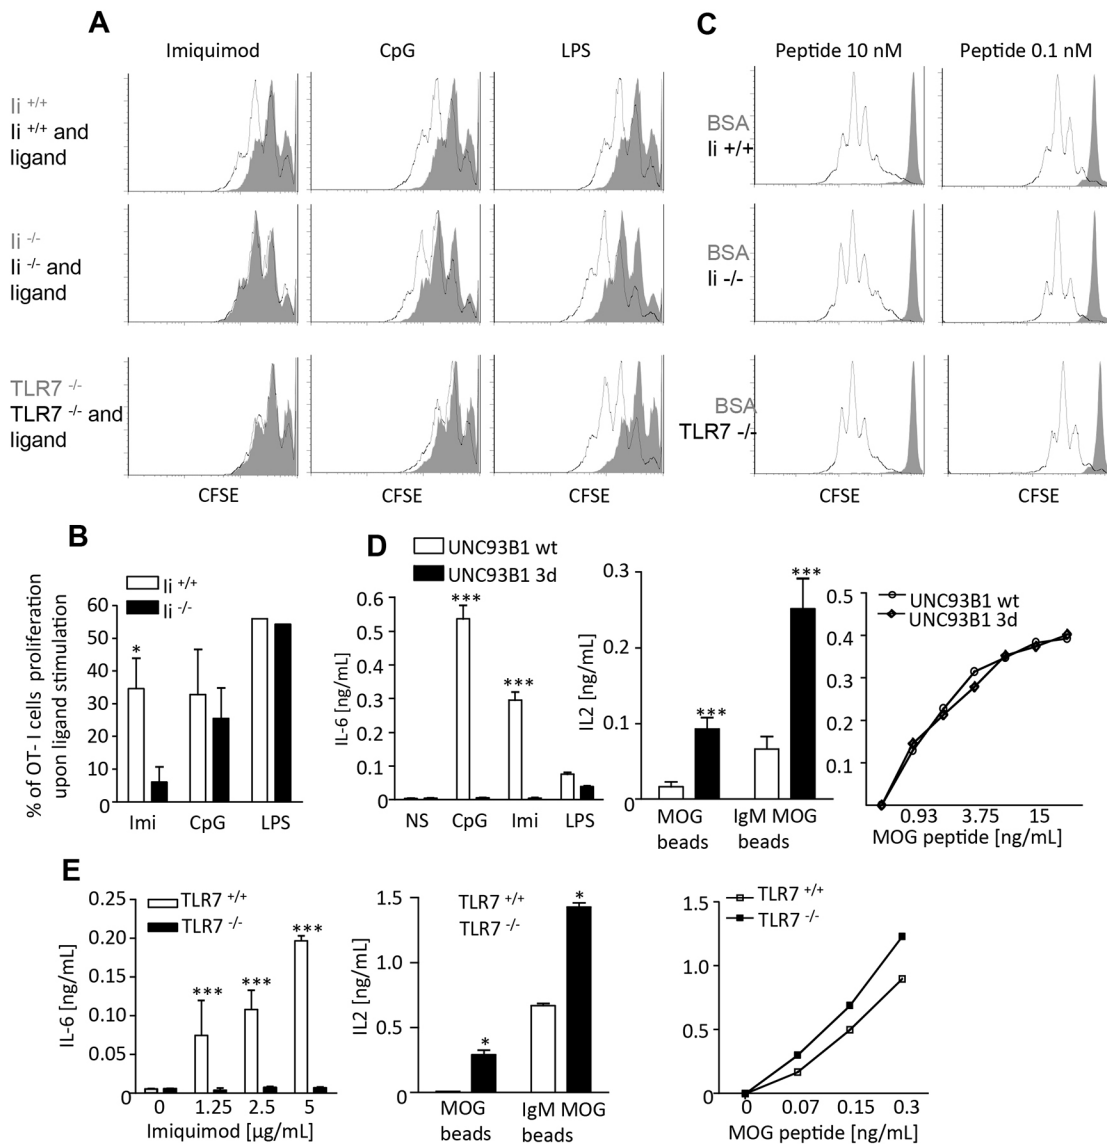 A
C
Imiquimod
CpG
LPS
Peptide 10 nM
Peptide 0.1 nM
Ii +/+
Ii +/+ and
ligand
BSA
Ii +/+
Ii -/-
Ii -/- and
ligand
BSA
Ii -/-
TLR7 -/-
TLR7 -/- and
ligand
BSA
TLR7 -/-
CFSE
CFSE
CFSE
CFSE
CFSE
B
% of OT- I cells proliferation
upon ligand stimulation
Ii +/+
Ii -/-
60
50
40
30
20
10
0
*
Imi
CpG
LPS
D
UNC93B1 wt
UNC93B1 3d
IL-6 [ng/mL]
0.6
0.5
0.4
0.3
0.2
0.1
0
***
***
NS
CpG
Imi
LPS
IL2 [ng/mL]
0.3
0.2
0.1
0
***
***
MOG
beads
IgM MOG
beads
UNC93B1 wt
UNC93B1 3d
0.5
0.4
0.3
0.2
0.1
0
0.93
3.75
15
MOG peptide [ng/mL]
E
TLR7 +/+
TLR7 -/-
IL-6 [ng/mL]
0.25
0.20
0.15
0.10
0.05
0
***
***
***
0
1.25
2.5
5
Imiquimod [µg/mL]
TLR7 +/+
TLR7 -/-
IL2 [ng/mL]
1.5
1.0
0.5
0
*
*
MOG
beads
IgM MOG
beads
TLR7 +/+
TLR7 -/-
1.5
1.0
0.5
0
0
0.07
0.15
0.3
MOG peptide [ng/mL]